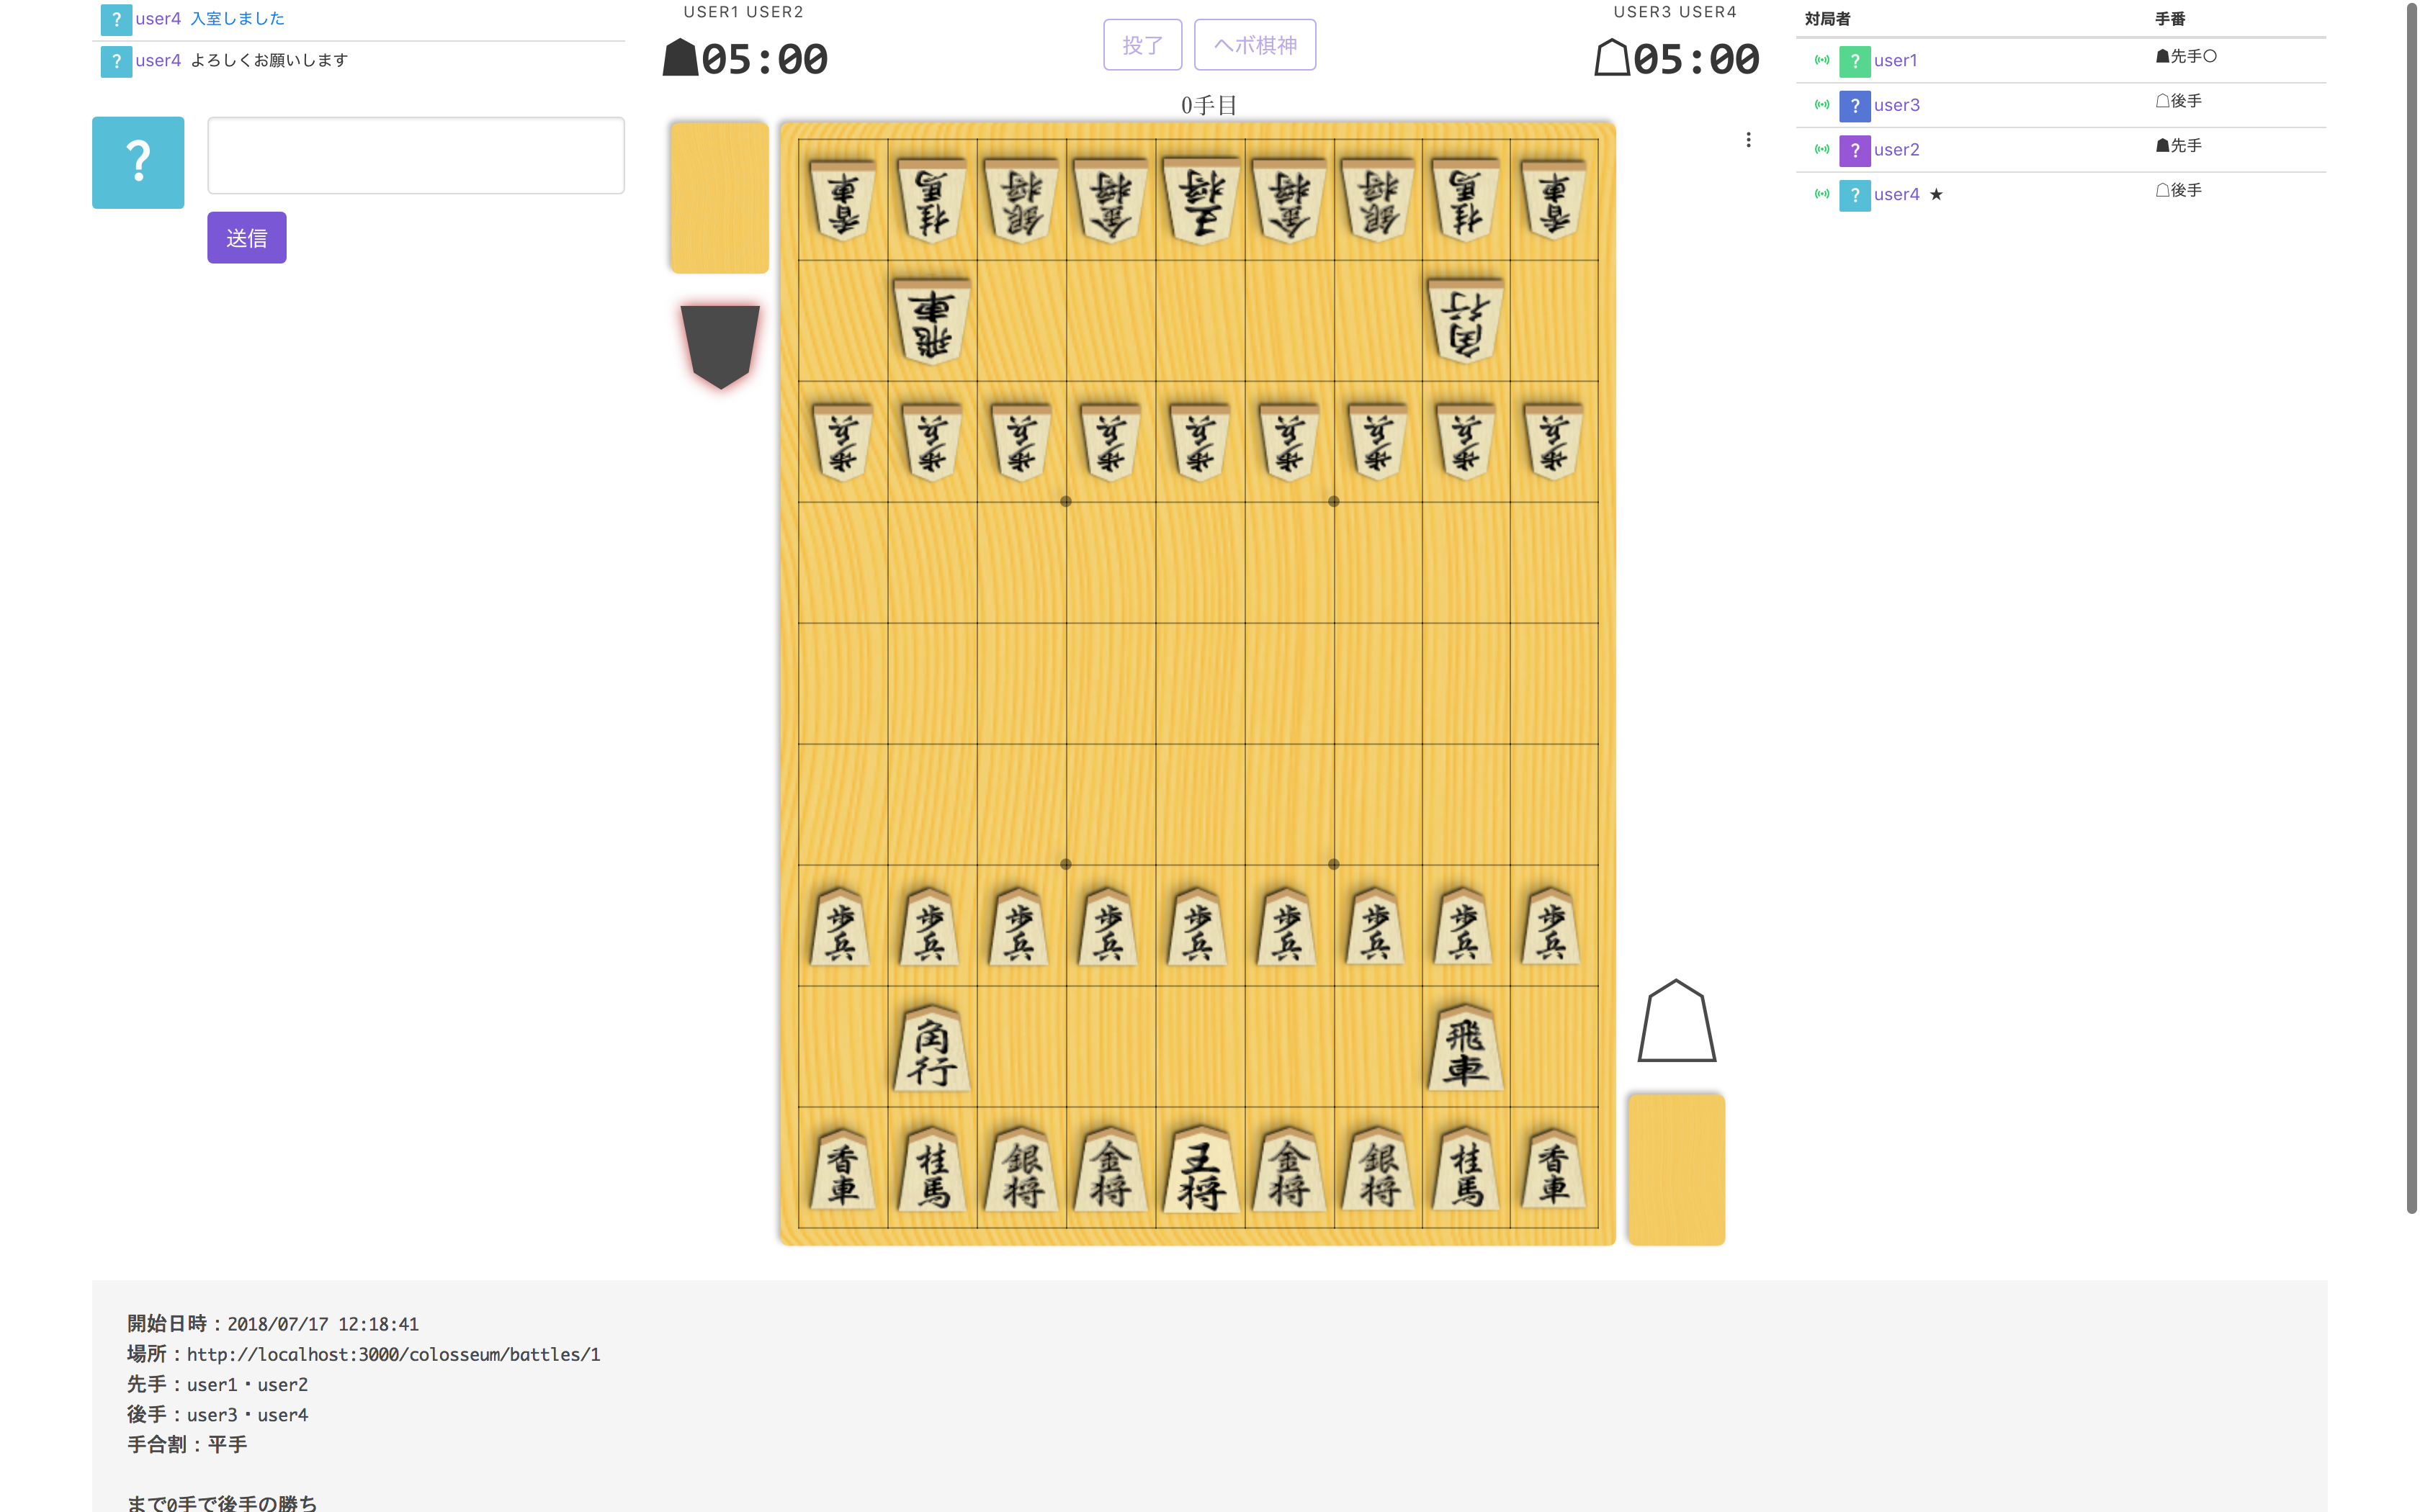 ? user4 入室しました
? user4 よろしくお願いします
?
送信
USER1 USER2
☗05:00
投了
ヘボ棋神
USER3 USER4
☖05:00
0手目
香車 桂馬 銀将 金将 王将 金将 銀将 桂馬 香車
飛車 角行
歩兵 歩兵 歩兵 歩兵 歩兵 歩兵 歩兵 歩兵 歩兵
歩兵 歩兵 歩兵 歩兵 歩兵 歩兵 歩兵 歩兵 歩兵
角行 飛車
香車 桂馬 銀将 金将 王将 金将 銀将 桂馬 香車
対局者 手番
? user1 ☗先手○
? user3 ☖後手
? user2 ☗先手
? user4 ★ ☖後手
開始日時：2018/07/17 12:18:41
場所：http://localhost:3000/colosseum/battles/1
先手：user1・user2
後手：user3・user4
手合割：平手
まで0手で後手の勝ち